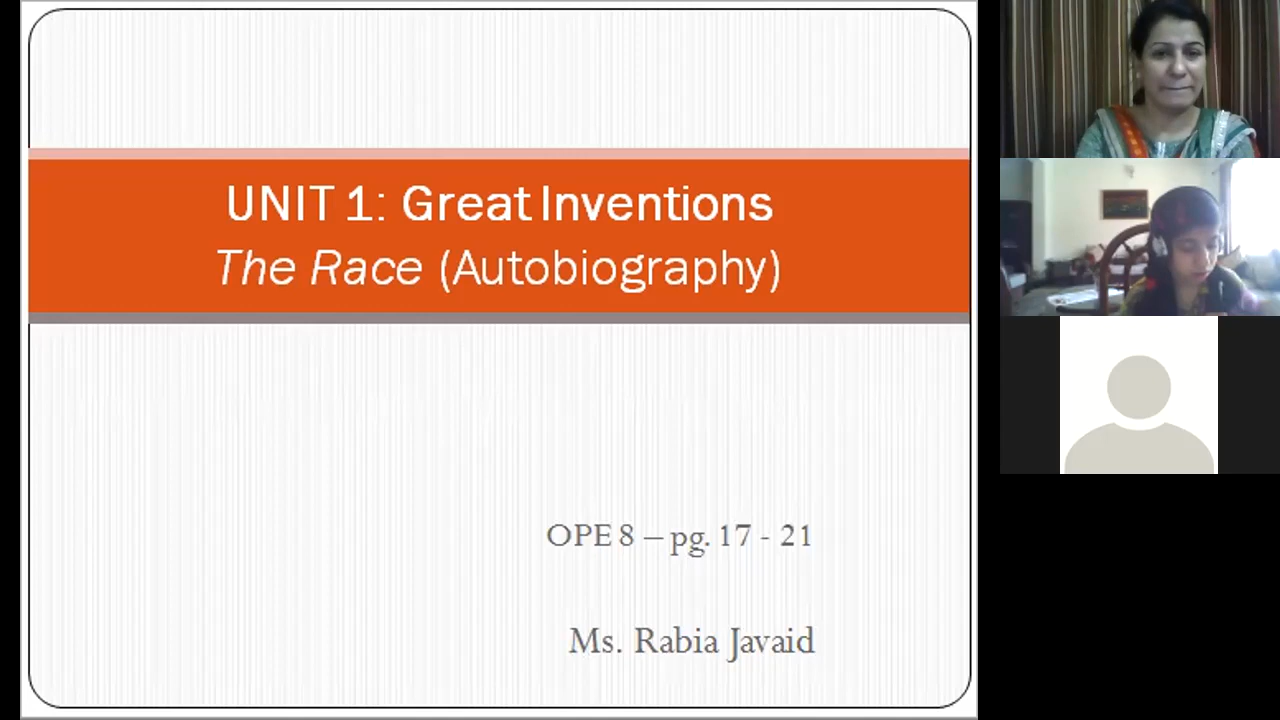 UNIT 1: Great Inventions
The Race (Autobiography)
OPE 8 – pg. 17 - 21
Ms. Rabia Javaid